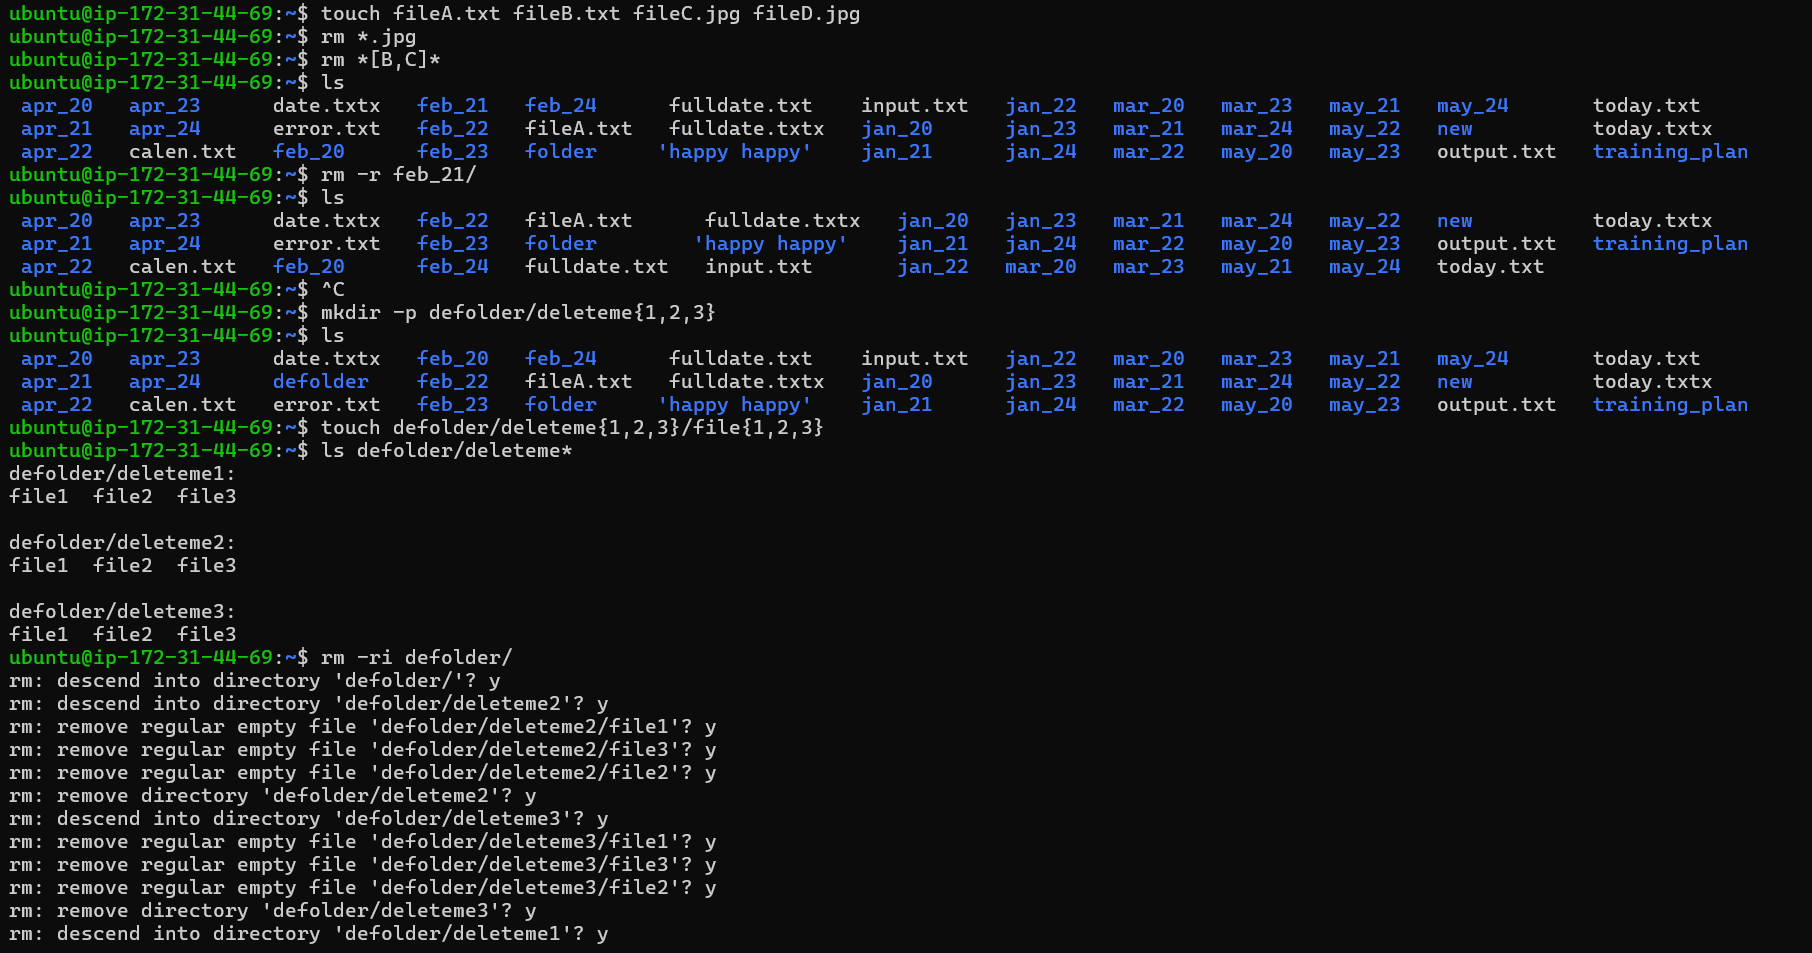 ubuntu@ip-172-31-44-69:~$ touch fileA.txt fileB.txt fileC.jpg fileD.jpg
ubuntu@ip-172-31-44-69:~$ rm *.jpg
ubuntu@ip-172-31-44-69:~$ rm *[B,C]*
ubuntu@ip-172-31-44-69:~$ ls
 apr_20   apr_23      date.txtx   feb_21   feb_24      fulldate.txt    input.txt   jan_22   mar_20   mar_23   may_21   may_24       today.txt
 apr_21   apr_24      error.txt   feb_22   fileA.txt   fulldate.txtx   jan_20      jan_23   mar_21   mar_24   may_22   new          today.txtx
 apr_22   calen.txt   feb_20      feb_23   folder     'happy happy'    jan_21      jan_24   mar_22   may_20   may_23   output.txt   training_plan
ubuntu@ip-172-31-44-69:~$ rm -r feb_21/
ubuntu@ip-172-31-44-69:~$ ls
 apr_20   apr_23      date.txtx   feb_22   fileA.txt      fulldate.txtx   jan_20   jan_23   mar_21   mar_24   may_22   new          today.txtx
 apr_21   apr_24      error.txt   feb_23   folder        'happy happy'    jan_21   jan_24   mar_22   may_20   may_23   output.txt   training_plan
 apr_22   calen.txt   feb_20      feb_24   fulldate.txt   input.txt       jan_22   mar_20   mar_23   may_21   may_24   today.txt
ubuntu@ip-172-31-44-69:~$ ^C
ubuntu@ip-172-31-44-69:~$ mkdir -p defolder/deleteme{1,2,3}
ubuntu@ip-172-31-44-69:~$ ls
 apr_20   apr_23      date.txtx   feb_20   feb_24      fulldate.txt    input.txt   jan_22   mar_20   mar_23   may_21   may_24       today.txt
 apr_21   apr_24      defolder    feb_22   fileA.txt   fulldate.txtx   jan_20      jan_23   mar_21   mar_24   may_22   new          today.txtx
 apr_22   calen.txt   error.txt   feb_23   folder     'happy happy'    jan_21      jan_24   mar_22   may_20   may_23   output.txt   training_plan
ubuntu@ip-172-31-44-69:~$ touch defolder/deleteme{1,2,3}/file{1,2,3}
ubuntu@ip-172-31-44-69:~$ ls defolder/deleteme*
defolder/deleteme1:
file1  file2  file3

defolder/deleteme2:
file1  file2  file3

defolder/deleteme3:
file1  file2  file3
ubuntu@ip-172-31-44-69:~$ rm -ri defolder/
rm: descend into directory 'defolder/'? y
rm: descend into directory 'defolder/deleteme2'? y
rm: remove regular empty file 'defolder/deleteme2/file1'? y
rm: remove regular empty file 'defolder/deleteme2/file3'? y
rm: remove regular empty file 'defolder/deleteme2/file2'? y
rm: remove directory 'defolder/deleteme2'? y
rm: descend into directory 'defolder/deleteme3'? y
rm: remove regular empty file 'defolder/deleteme3/file1'? y
rm: remove regular empty file 'defolder/deleteme3/file3'? y
rm: remove regular empty file 'defolder/deleteme3/file2'? y
rm: remove directory 'defolder/deleteme3'? y
rm: descend into directory 'defolder/deleteme1'? y